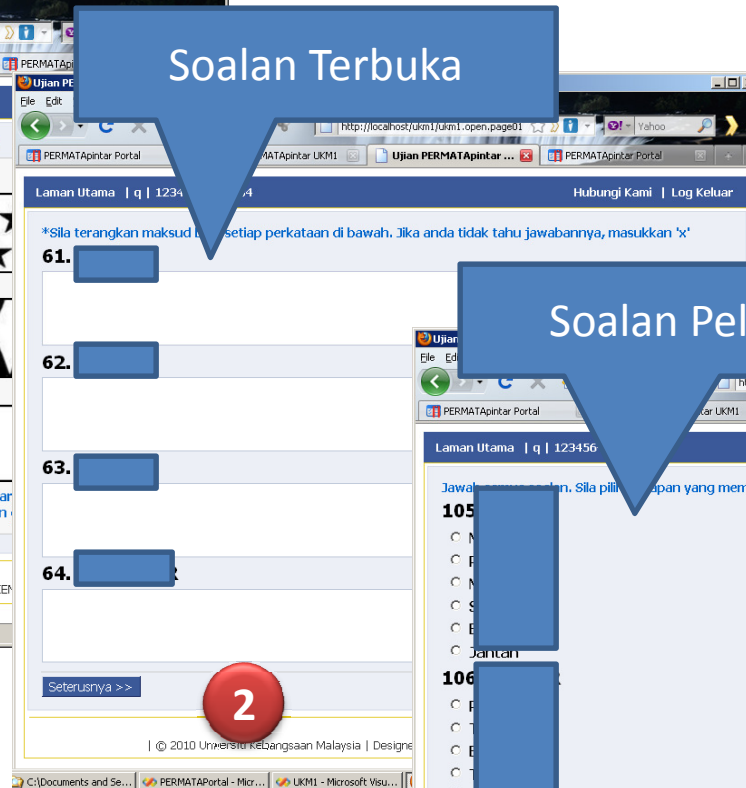 Soalan Terbuka
PERMATApi
Ujian PE
File Edit
http://localhost/ukm1/ukm1.open.page01
Yahoo
PERMATApintar Portal
MATApintar UKM1
Ujian PERMATApintar ...
PERMATApintar Portal
Laman Utama | q | 1234
Hubungi Kami | Log Keluar
*Sila terangkan maksud setiap perkataan di bawah. Jika anda tidak tahu jawabannya, masukkan 'x'
61.
62.
63.
64.
Seterusnya >>
2
| © 2010 Universiti Kebangsaan Malaysia | Designe
Soalan Pel
Ujian
File Edi
PERMATApintar Portal
tar UKM1
Laman Utama | q | 123456
Jawab semua soalan. Sila pilih yang mem
105
Jantan
106
C:\Documents and Se...
PERMATAPortal - Micr...
UKM1 - Microsoft Visu...